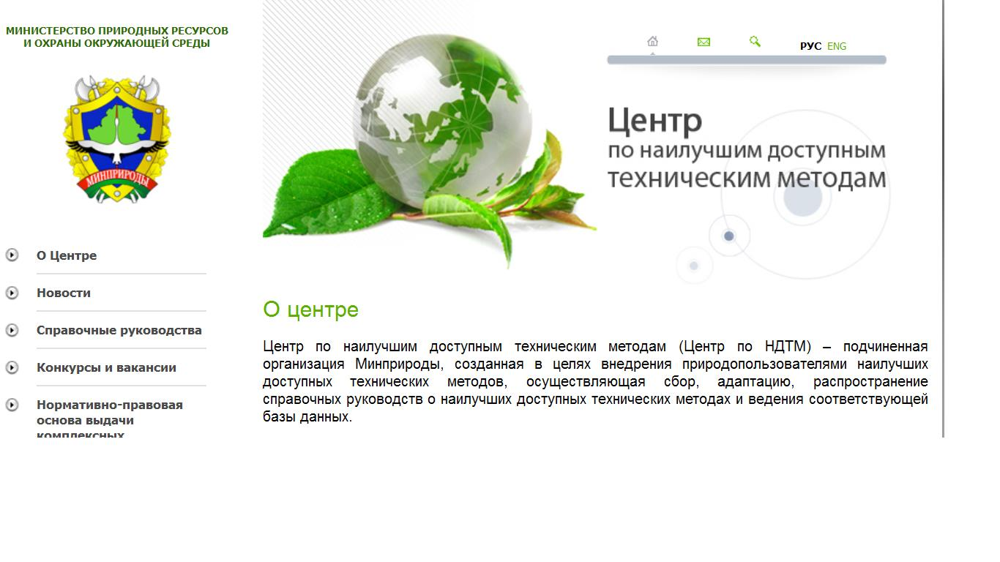 МИНИСТЕРСТВО ПРИРОДНЫХ РЕСУРСОВ
И ОХРАНЫ ОКРУЖАЮЩЕЙ СРЕДЫ
МИНПРИРОДЫ
О Центре
Новости
Справочные руководства
Конкурсы и вакансии
Нормативно-правовая
основа выдачи
комплексных
РУС ENG
Центр
по наилучшим доступным
техническим методам
О центре
Центр по наилучшим доступным техническим методам (Центр по НДТМ) – подчиненная
организация Минприроды, созданная в целях внедрения природопользователями наилучших
доступных технических методов, осуществляющая сбор, адаптацию, распространение
справочных руководств о наилучших доступных технических методах и ведения соответствующей
базы данных.